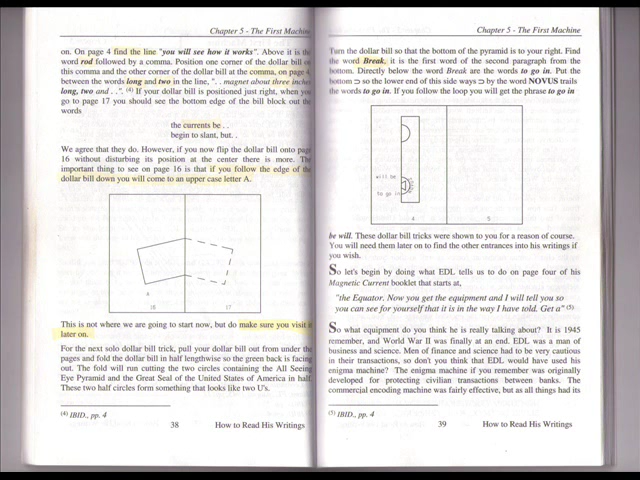 Chapter 5 - The First Machine
on. On page 4 find the line "you will see how it works". Above it is the
word rod followed by a comma. Position one corner of the dollar bill on
this comma and the other corner of the dollar bill at the comma, on page 4
between the words long and two in the line, ". . magnet about three inches
long, two and . .". (4) If your dollar bill is positioned just right, when you
go to page 17 you should see the bottom edge of the bill block out the
words
the currents be . .
begin to slant, but. .
We agree that they do. However, if you now flip the dollar bill onto page
16 without disturbing its position at the center there is more. The
important thing to see on page 16 is that if you follow the edge of the
dollar bill down you will come to an upper case letter A.
A
16 17
This is not where we are going to start now, but do make sure you visit it
later on.
For the next solo dollar bill trick, pull your dollar bill out from under the
pages and fold the dollar bill in half lengthwise so the green back is facing
out. The fold will run cutting the two circles containing the All Seeing
Eye Pyramid and the Great Seal of the United States of America in half.
These two half circles form something that looks like two U's.
(4) IBID., pp. 4
38 How to Read His Writings
Chapter 5 - The First Machine
Turn the dollar bill so that the bottom of the pyramid is to your right. Find
the word Break, it is the first word of the second paragraph from the
bottom. Directly below the word Break are the words to go in. Put the
bottom ⊃ so the lower end of this side ways ⊃ by the word NOVUS trails
the words to go in. If you follow the loop you will get the phrase to go in
will be
to go in
4 5
be will. These dollar bill tricks were shown to you for a reason of course.
You will need them later on to find the other entrances into his writings if
you wish.
So let's begin by doing what EDL tells us to do on page four of his
Magnetic Current booklet that starts at,
"the Equator. Now you get the equipment and I will tell you so
you can see for yourself that it is in the way I have told. Get a" (5)
So what equipment do you think he is really talking about? It is 1945
remember, and World War II was finally at an end. EDL was a man of
business and science. Men of finance and science had to be very cautious
in their transactions, so don't you think that EDL would have used his
enigma machine? The enigma machine if you remember was originally
developed for protecting civilian transactions between banks. The
commercial encoding machine was fairly effective, but as all things had its
(5) IBID., pp. 4
39 How to Read His Writings